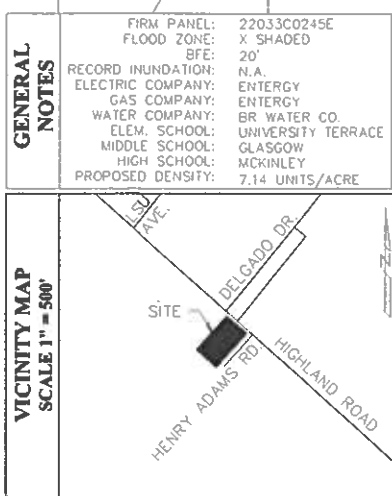 GENERAL
NOTES
FIRM PANEL: 22033C0245E
FLOOD ZONE: X SHADED
BFE: 20'
RECORD INUNDATION: N.A.
ELECTRIC COMPANY: ENTERGY
GAS COMPANY: ENTERGY
WATER COMPANY: BR WATER CO.
ELEM. SCHOOL: UNIVERSITY TERRACE
MIDDLE SCHOOL: GLASGOW
HIGH SCHOOL: MCKINLEY
PROPOSED DENSITY: 7.14 UNITS/ACRE
VICINITY MAP
SCALE 1" = 500'
LSU
AVE.
DELGADO DR.
SITE
HENRY ADAMS RD.
HIGHLAND ROAD